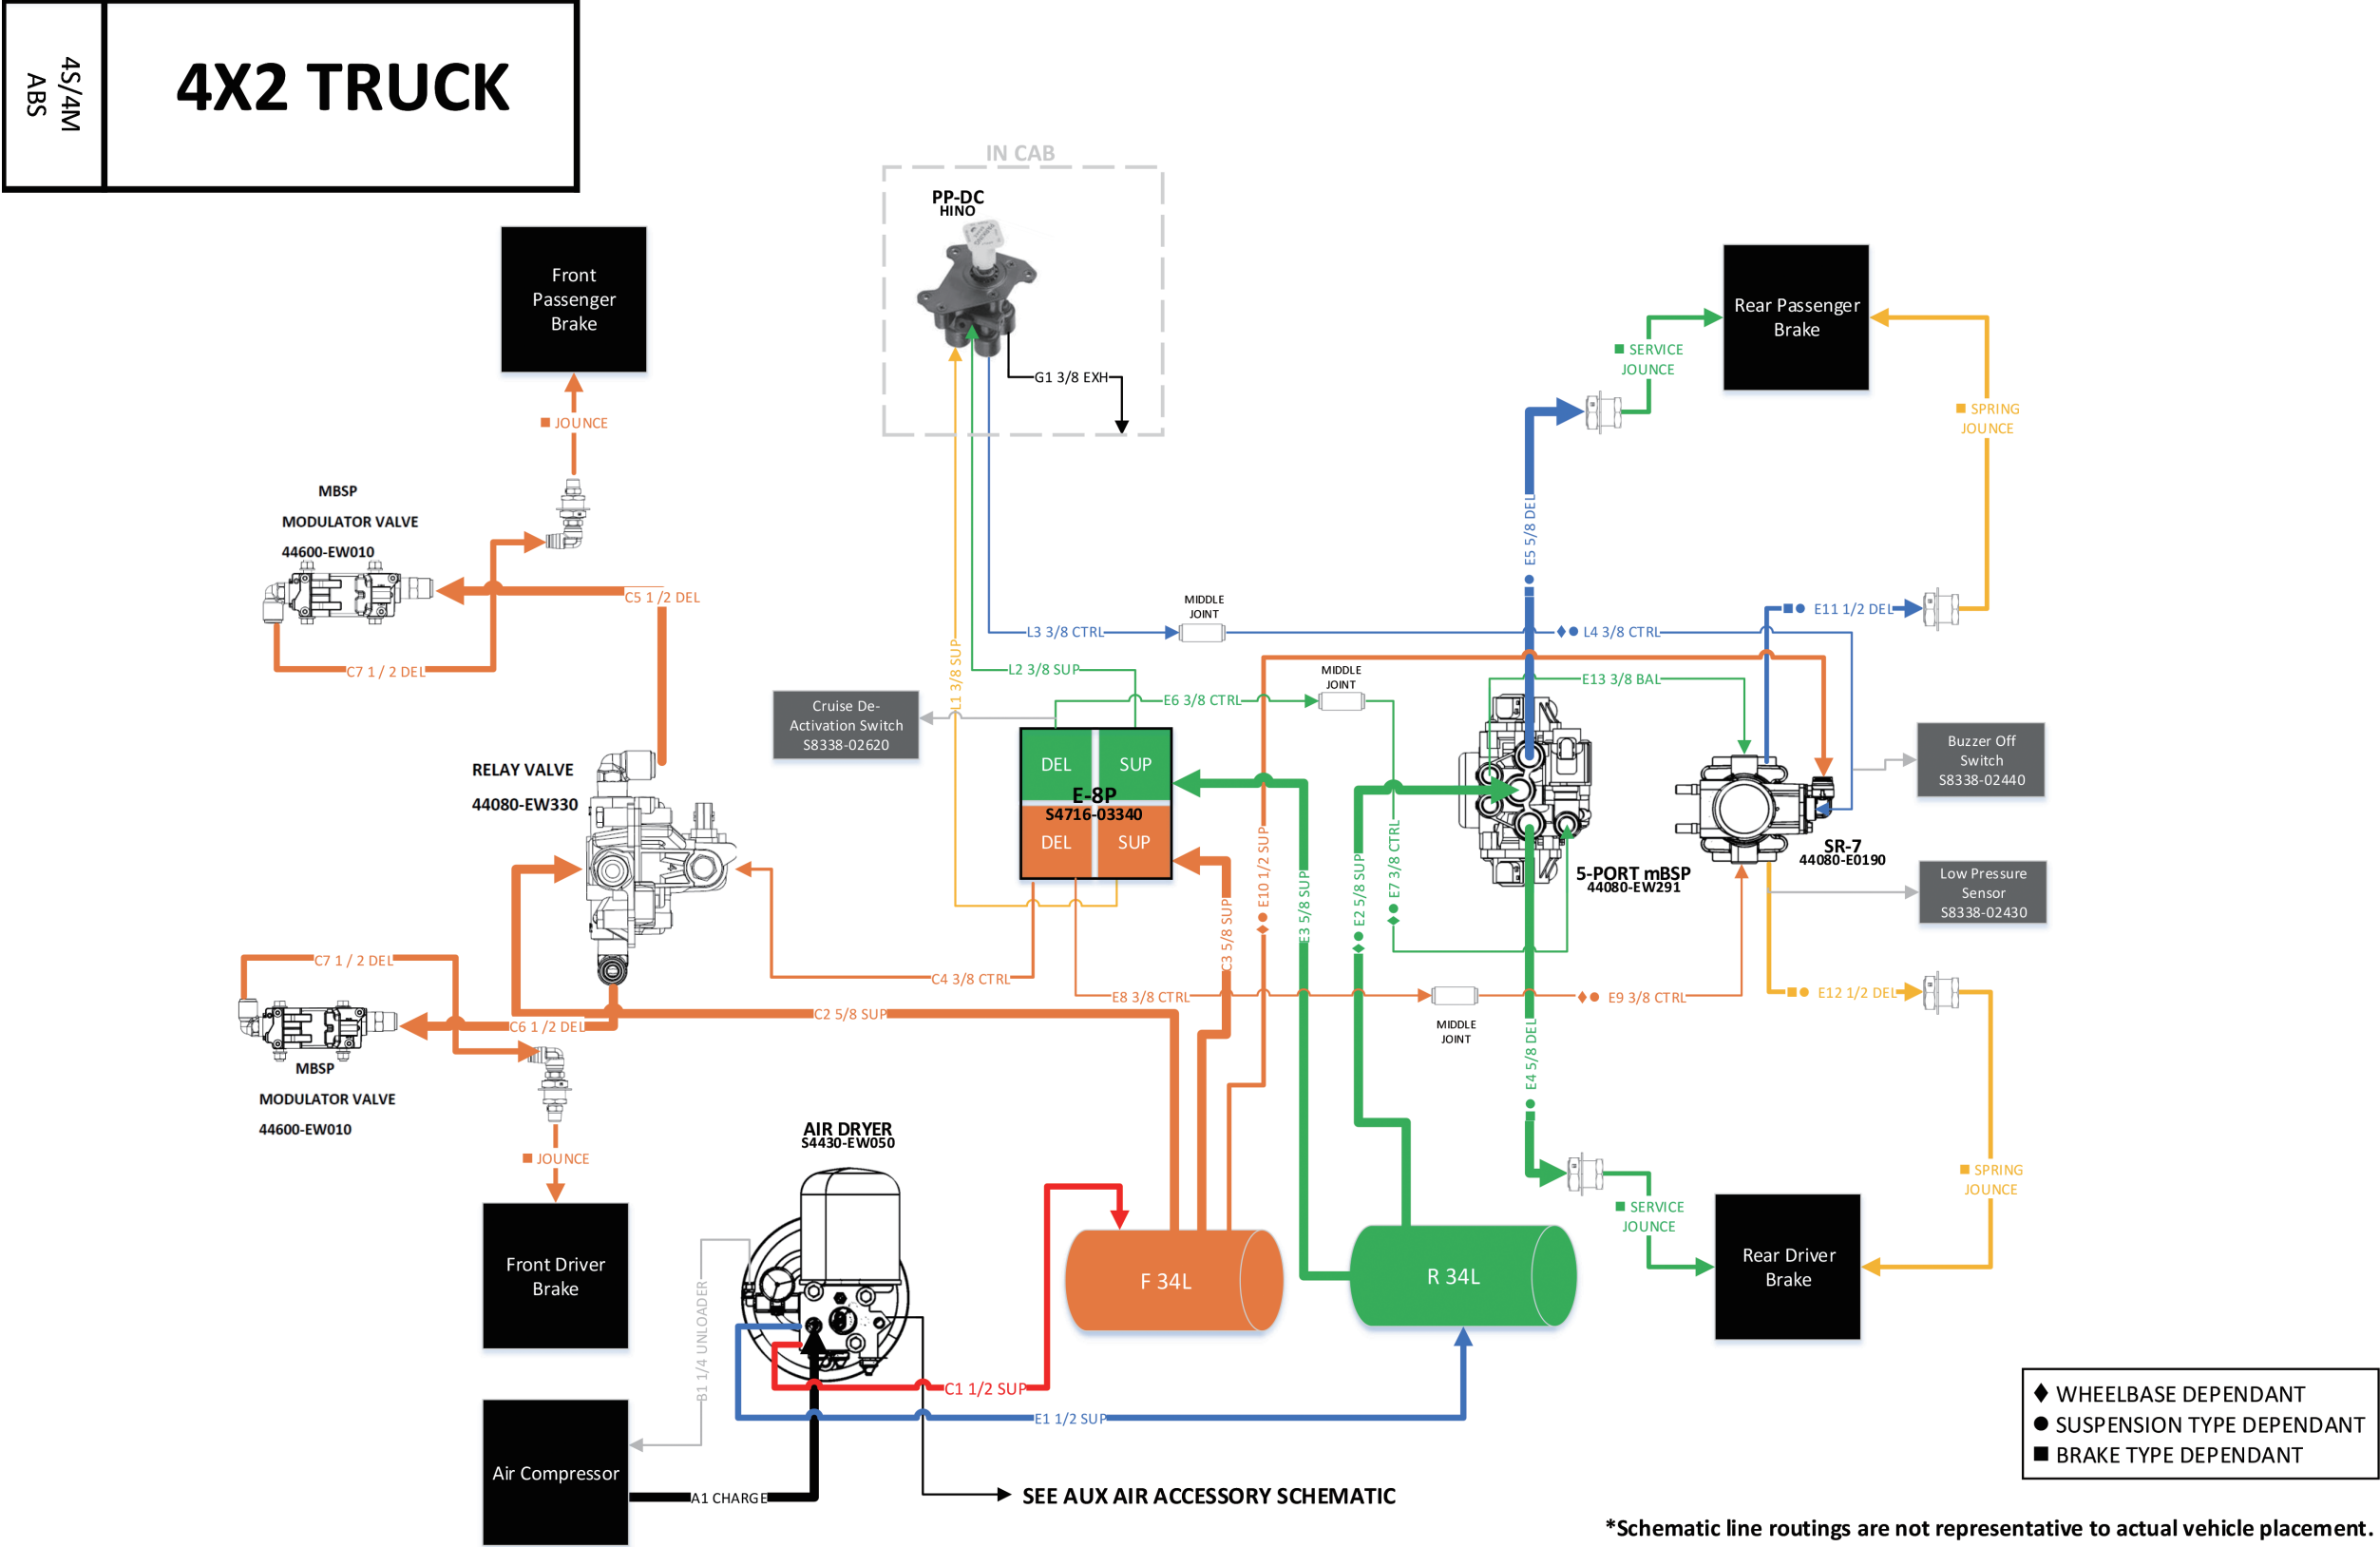 4S/4M
ABS
4X2 TRUCK
IN CAB
PP-DC
HINO
G1 3/8 EXH
Front
Passenger
Brake
JOUNCE
MBSP
MODULATOR VALVE
44600-EW010
C5 1 /2 DEL
C7 1 / 2 DEL
RELAY VALVE
44080-EW330
Cruise De-
Activation Switch
S8338-02620
L1 3/8 SUP
L2 3/8 SUP
L3 3/8 CTRL
MIDDLE
JOINT
L4 3/8 CTRL
E6 3/8 CTRL
MIDDLE
JOINT
DEL
SUP
E-8P
S4716-03340
DEL
SUP
E5 5/8 DEL
E13 3/8 BAL
Rear Passenger
Brake
■ SERVICE
JOUNCE
■ SPRING
JOUNCE
E11 1/2 DEL
Buzzer Off
Switch
S8338-02440
SR-7
44080-E0190
5-PORT mBSP
44080-EW291
Low Pressure
Sensor
S8338-02430
E10 1/2 SUP
E3 5/8 SUP
E2 5/8 SUP
E7 3/8 CTRL
C3 5/8 SUP
C4 3/8 CTRL
E8 3/8 CTRL
MIDDLE
JOINT
E9 3/8 CTRL
E12 1/2 DEL
C7 1 / 2 DEL
C6 1 /2 DEL
C2 5/8 SUP
E4 5/8 DEL
MBSP
MODULATOR VALVE
44600-EW010
■ JOUNCE
Front Driver
Brake
AIR DRYER
S4430-EW050
B1 1/4 UNLOADER
F 34L
R 34L
■ SERVICE
JOUNCE
■ SPRING
JOUNCE
Rear Driver
Brake
C1 1/2 SUP
E1 1/2 SUP
Air Compressor
A1 CHARGE
SEE AUX AIR ACCESSORY SCHEMATIC
♦ WHEELBASE DEPENDANT
● SUSPENSION TYPE DEPENDANT
■ BRAKE TYPE DEPENDANT
*Schematic line routings are not representative to actual vehicle placement.